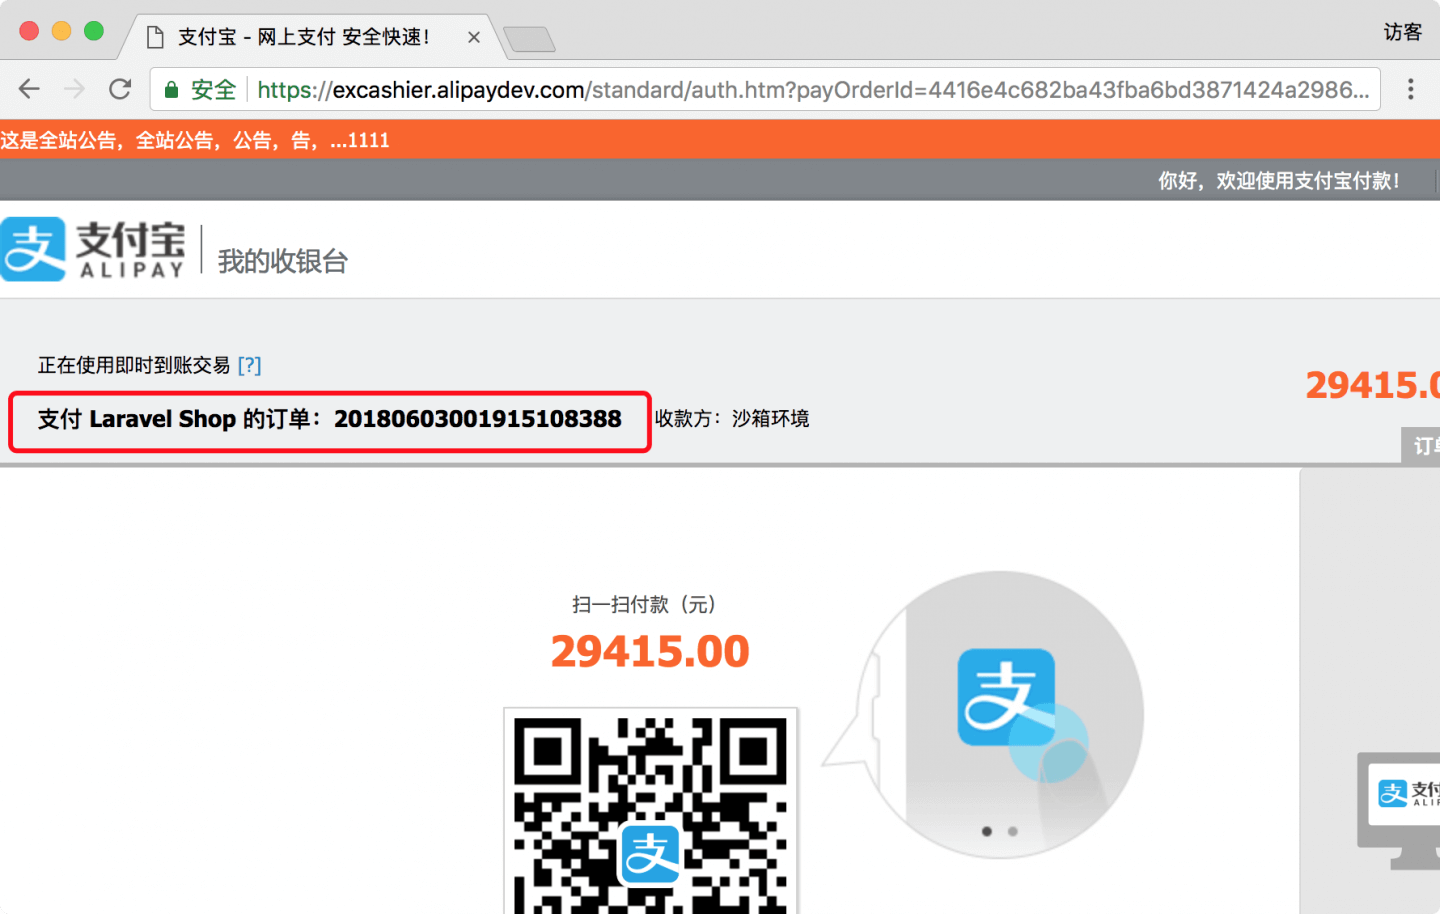 支付宝 - 网上支付 安全快速！
访客
安全 https://excashier.alipaydev.com/standard/auth.htm?payOrderId=4416e4c682ba43fba6bd3871424a2986...
这是全站公告，全站公告，公告，告，...1111
你好，欢迎使用支付宝付款！
支 支付宝 我的收银台
ALIPAY
正在使用即时到账交易 [?]
29415.0
支付 Laravel Shop 的订单：20180603001915108388 收款方：沙箱环境
订单
扫一扫付款（元）
29415.00
支
支 支付
ALI
支